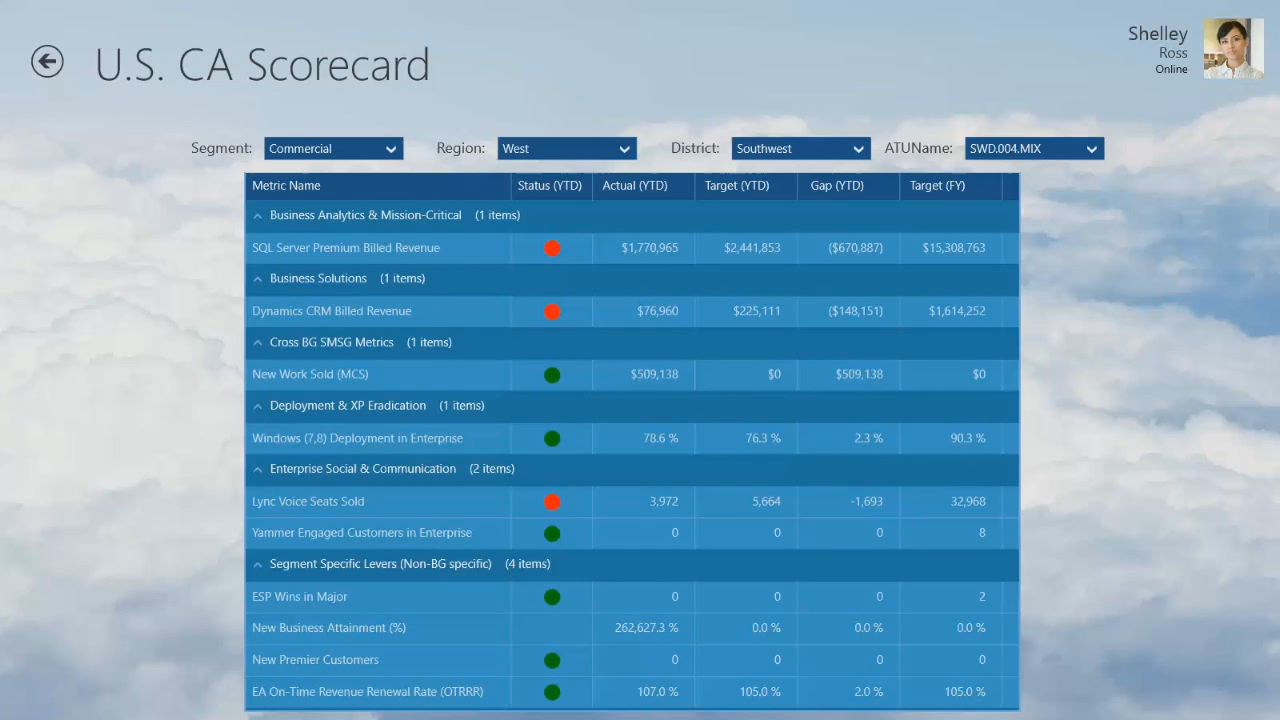 U.S. CA Scorecard
Shelley
Ross
Online
Segment: Commercial Region: West District: Southwest ATUName: SWD.004.MIX
Metric Name Status (YTD) Actual (YTD) Target (YTD) Gap (YTD) Target (FY)
Business Analytics & Mission-Critical (1 items)
SQL Server Premium Billed Revenue $1,770,965 $2,441,853 ($670,887) $15,308,763
Business Solutions (1 items)
Dynamics CRM Billed Revenue $76,960 $225,111 ($148,151) $1,614,252
Cross BG SMSG Metrics (1 items)
New Work Sold (MCS) $509,138 $0 $509,138 $0
Deployment & XP Eradication (1 items)
Windows (7,8) Deployment in Enterprise 78.6 % 76.3 % 2.3 % 90.3 %
Enterprise Social & Communication (2 items)
Lync Voice Seats Sold 3,972 5,664 -1,693 32,968
Yammer Engaged Customers in Enterprise 0 0 0 8
Segment Specific Levers (Non-BG specific) (4 items)
ESP Wins in Major 0 0 0 2
New Business Attainment (%) 262,627.3 % 0.0 % 0.0 % 0.0 %
New Premier Customers 0 0 0 0
EA On-Time Revenue Renewal Rate (OTRRR) 107.0 % 105.0 % 2.0 % 105.0 %